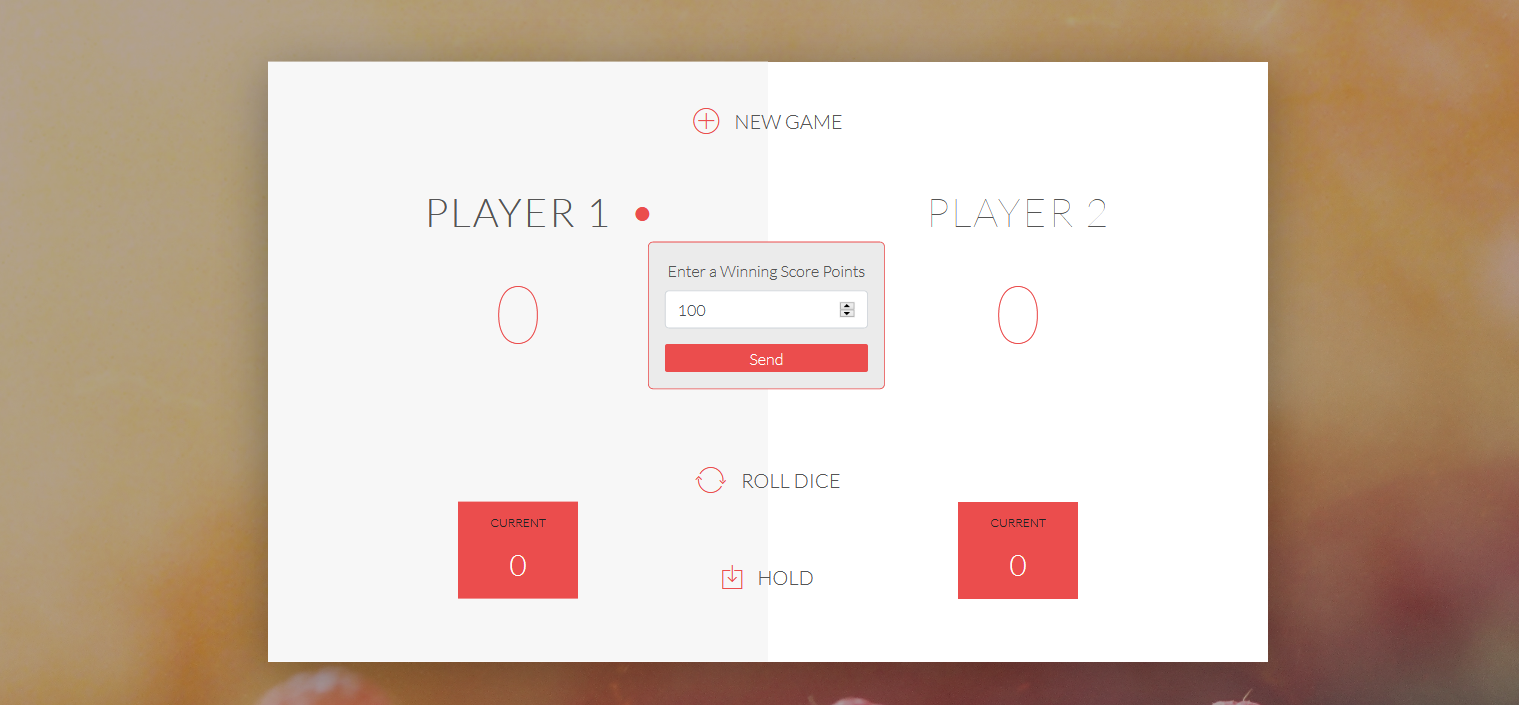 NEW GAME
PLAYER 1
PLAYER 2
Enter a Winning Score Points
0
100
0
Send
ROLL DICE
CURRENT
0
CURRENT
0
HOLD